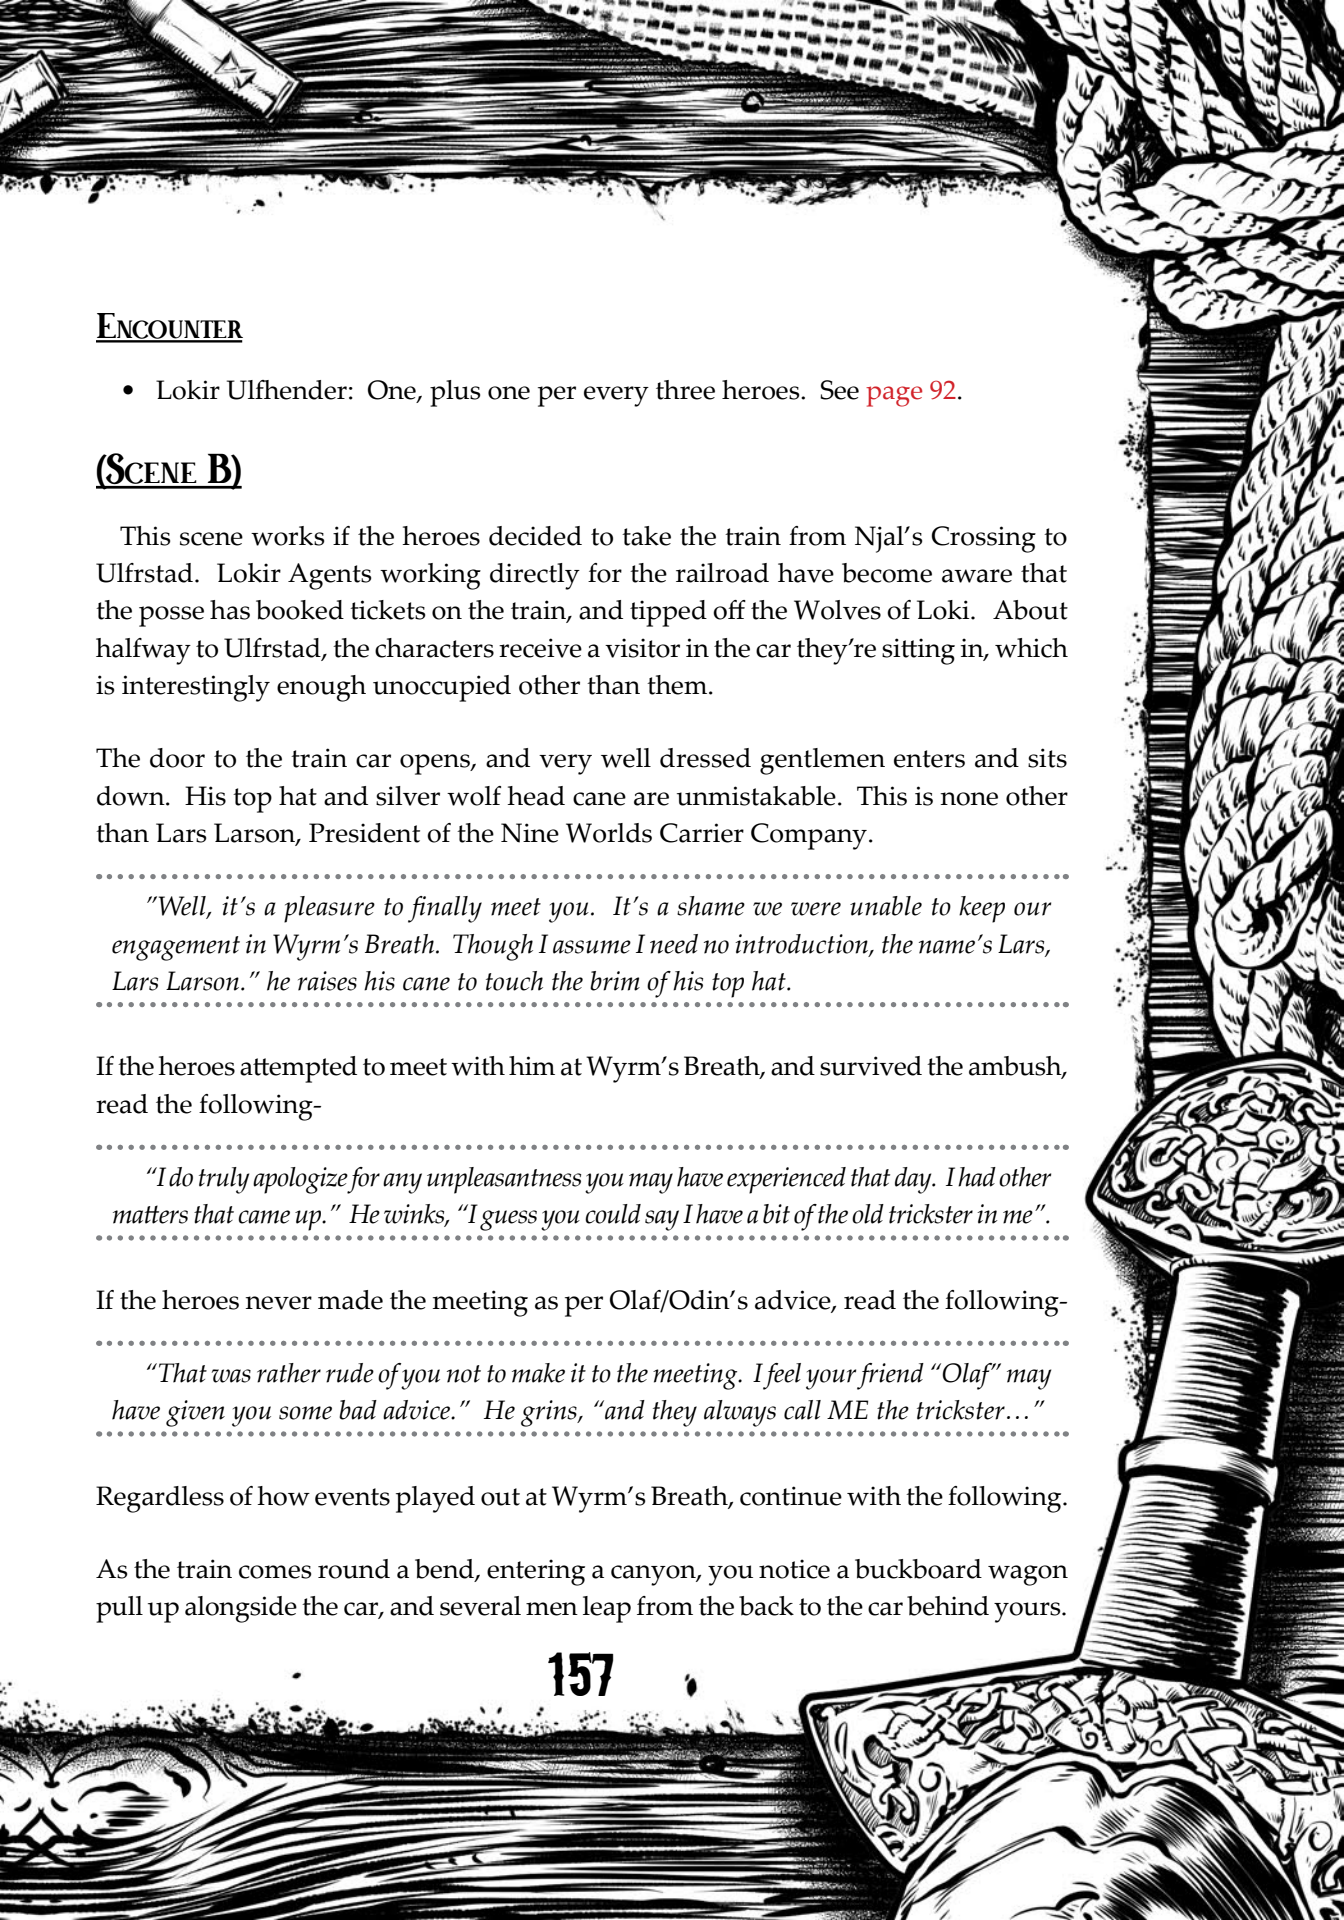 Encounter
• Lokir Ulfhender:  One, plus one per every three heroes.  See page 92.
(Scene B)
This scene works if the heroes decided to take the train from Njal's Crossing to
Ulfrstad.  Lokir Agents working directly for the railroad have become aware that
the posse has booked tickets on the train, and tipped off the Wolves of Loki.   About
halfway to Ulfrstad, the characters receive a visitor in the car they're sitting in, which
is interestingly enough unoccupied other than them.
The door to the train car opens, and very well dressed gentlemen enters and sits
down.  His top hat and silver wolf head cane are unmistakable.  This is none other
than Lars Larson, President of the Nine Worlds Carrier Company.
"Well, it's a pleasure to finally meet you.  It's a shame we were unable to keep our
engagement in Wyrm's Breath.  Though I assume I need no introduction, the name's Lars,
Lars Larson." he raises his cane to touch the brim of his top hat.
If the heroes attempted to meet with him at Wyrm's Breath, and survived the ambush,
read the following-
"I do truly apologize for any unpleasantness you may have experienced that day.  I had other
matters that came up."  He winks, "I guess you could say I have a bit of the old trickster in me".
If the heroes never made the meeting as per Olaf/Odin's advice, read the following-
"That was rather rude of you not to make it to the meeting.  I feel your friend "Olaf" may
have given you some bad advice."  He grins, "and they always call ME the trickster…"
Regardless of how events played out at Wyrm's Breath, continue with the following.
As the train comes round a bend, entering a canyon, you notice a buckboard wagon
pull up alongside the car, and several men leap from the back to the car behind yours.
157